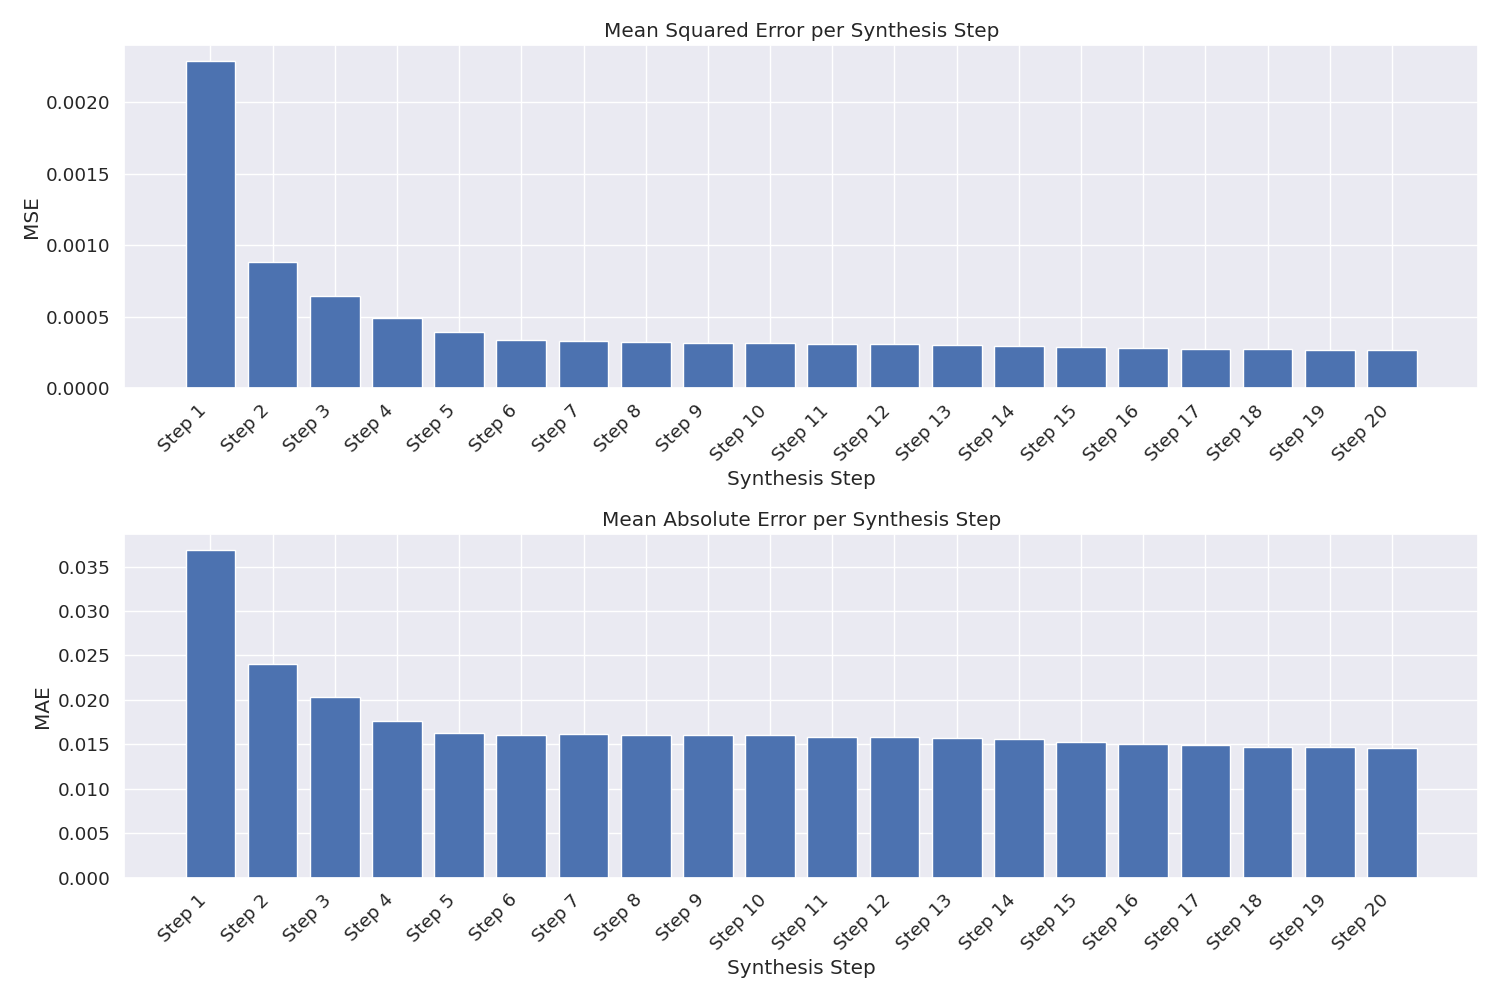 Mean Squared Error per Synthesis Step
MSE
0.0020
0.0015
0.0010
0.0005
0.0000
Step 1
Step 2
Step 3
Step 4
Step 5
Step 6
Step 7
Step 8
Step 9
Step 10
Step 11
Step 12
Step 13
Step 14
Step 15
Step 16
Step 17
Step 18
Step 19
Step 20
Synthesis Step
Mean Absolute Error per Synthesis Step
MAE
0.035
0.030
0.025
0.020
0.015
0.010
0.005
0.000
Step 1
Step 2
Step 3
Step 4
Step 5
Step 6
Step 7
Step 8
Step 9
Step 10
Step 11
Step 12
Step 13
Step 14
Step 15
Step 16
Step 17
Step 18
Step 19
Step 20
Synthesis Step